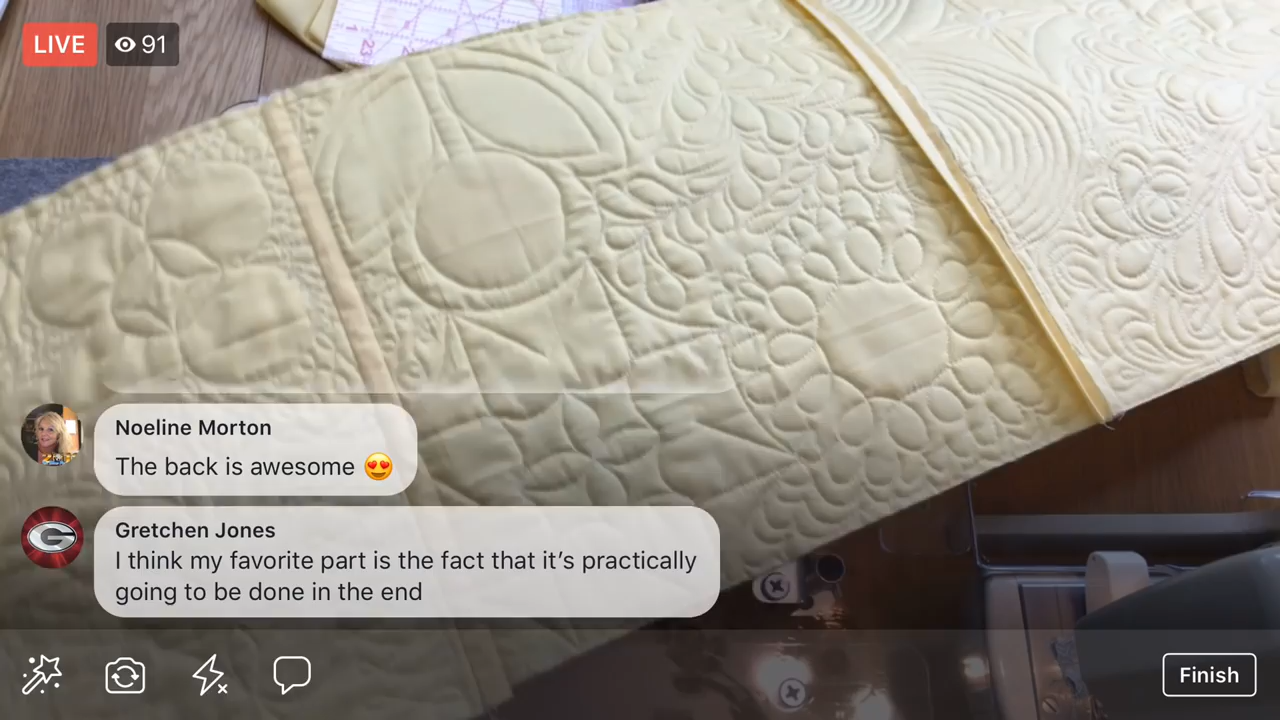 LIVE
91
Noeline Morton
The back is awesome 😍
Gretchen Jones
I think my favorite part is the fact that it’s practically
going to be done in the end
Finish